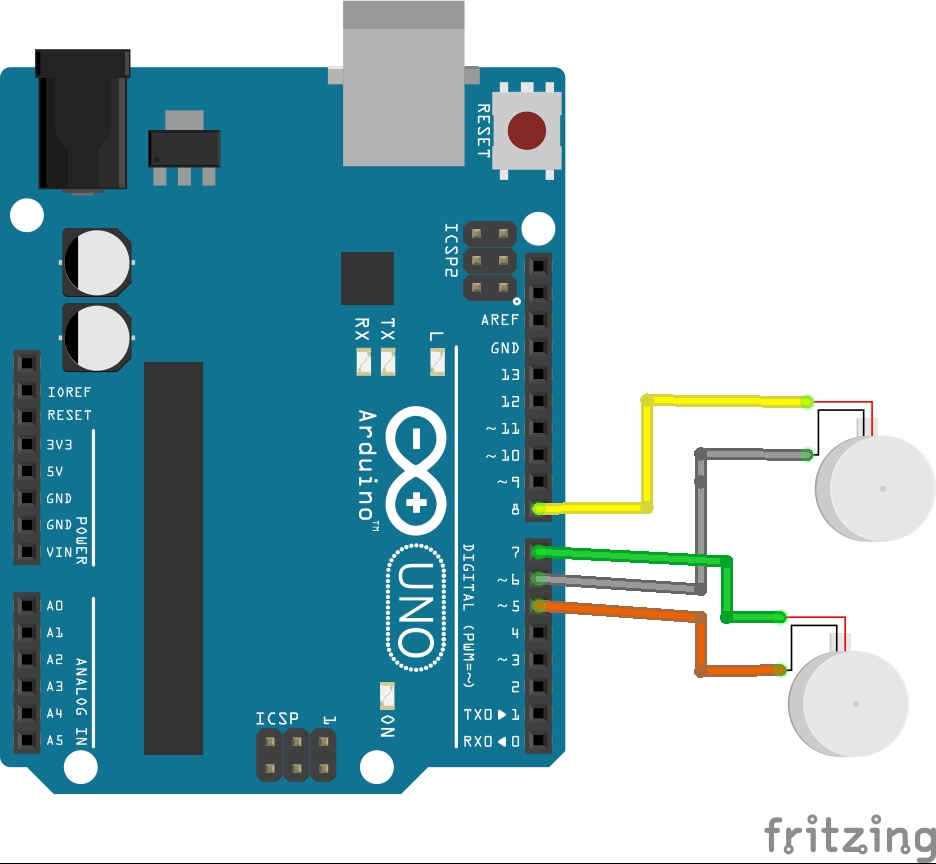 RESET
ICSP2
AREF
GND
13
12
~11
~10
~9
8
RX
TX
L
Arduino™
UNO
IOREF
RESET
3V3
5V
GND
GND
VIN
POWER
7
~6
~5
4
~3
2
TX0▶1
RX0◀0
DIGITAL (PWM=~)
A0
A1
A2
A3
A4
A5
ANALOG IN
ICSP
1
ON
fritzing